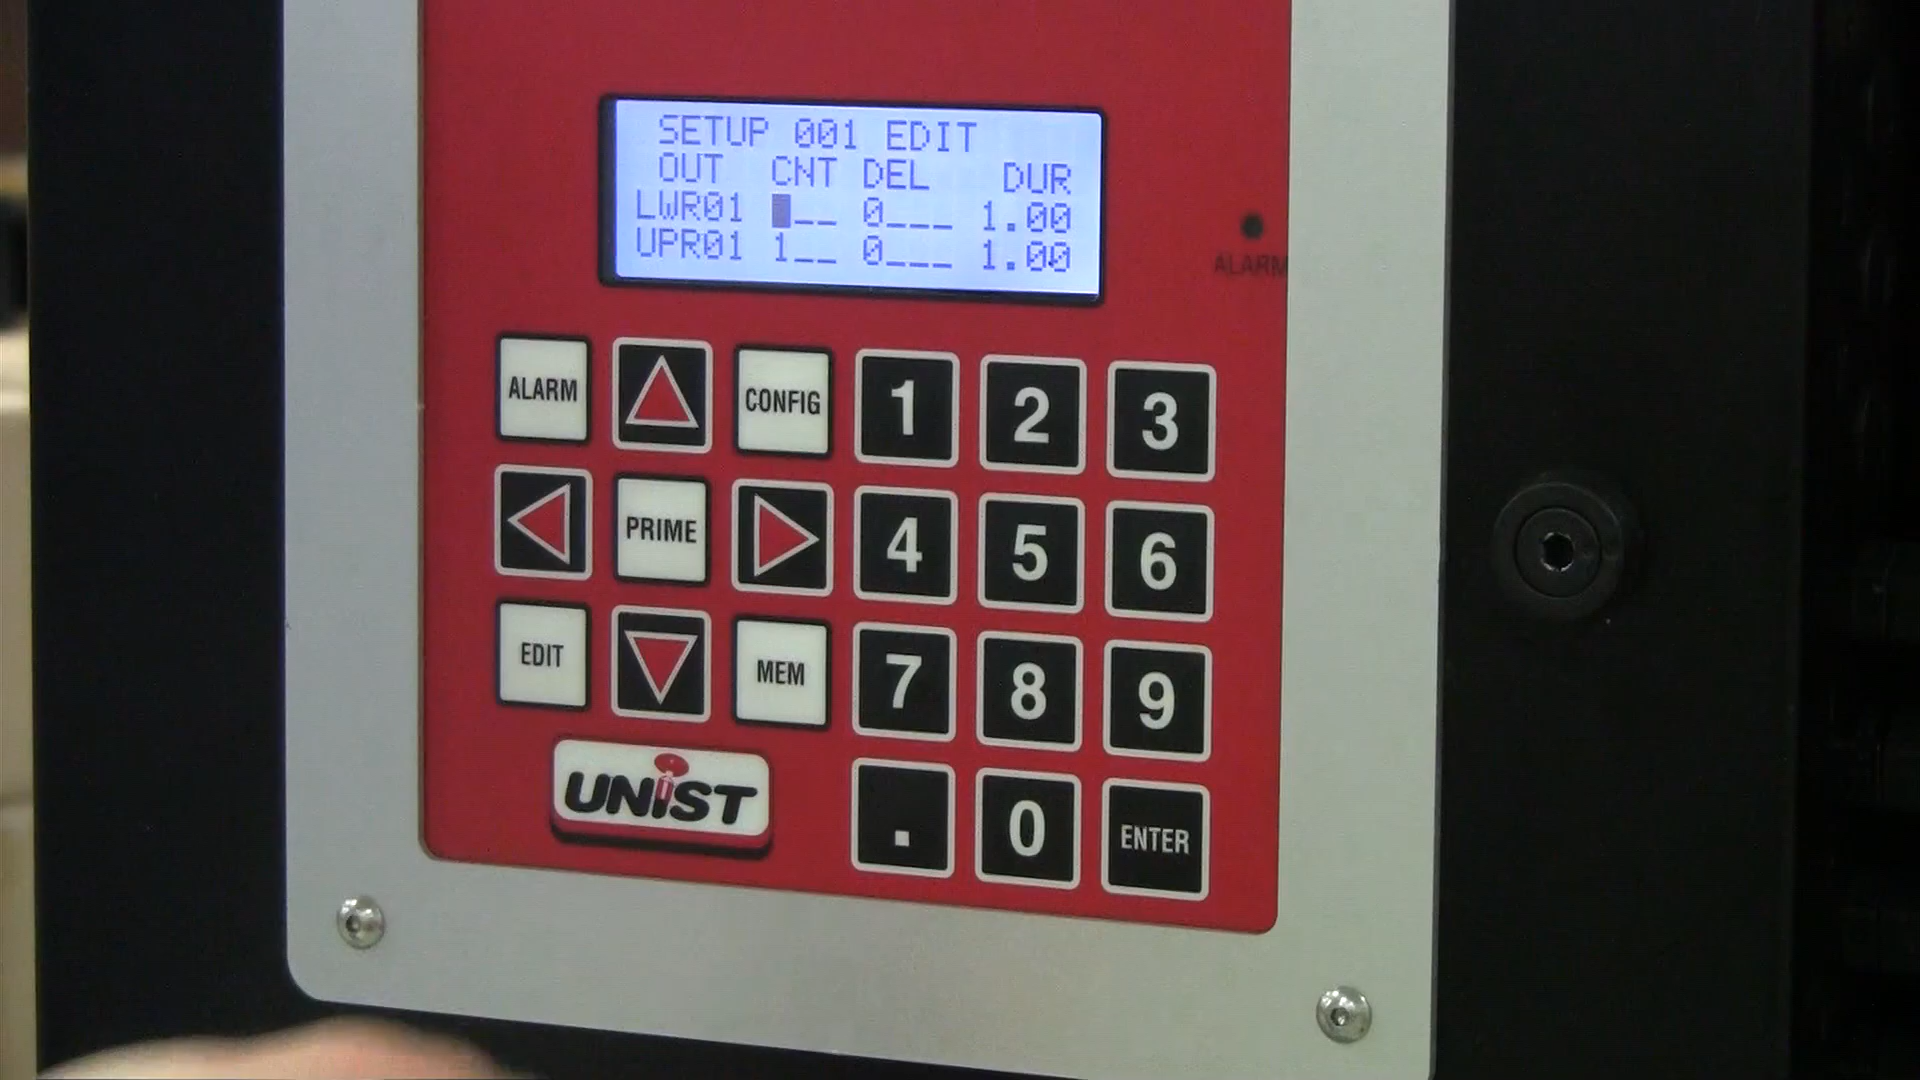 SETUP 001 EDIT
OUT CNT DEL DUR
LWR01 █__ 0___ 1.00
UPR01 1__ 0___ 1.00
ALARM
ALARM CONFIG 1 2 3
PRIME 4 5 6
EDIT MEM 7 8 9
UNIST . 0 ENTER